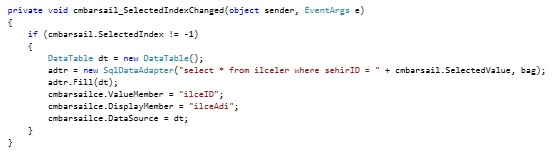 private void cmbarsail_SelectedIndexChanged(object sender, EventArgs e)
{
if (cmbarsail.SelectedIndex != -1)
{
DataTable dt = new DataTable();
adtr = new SqlDataAdapter("select * from ilceler where sehirID = " + cmbarsail.SelectedValue, bag);
adtr.Fill(dt);
cmbarsailce.ValueMember = "ilceID";
cmbarsailce.DisplayMember = "ilceAdi";
cmbarsailce.DataSource = dt;
}
}